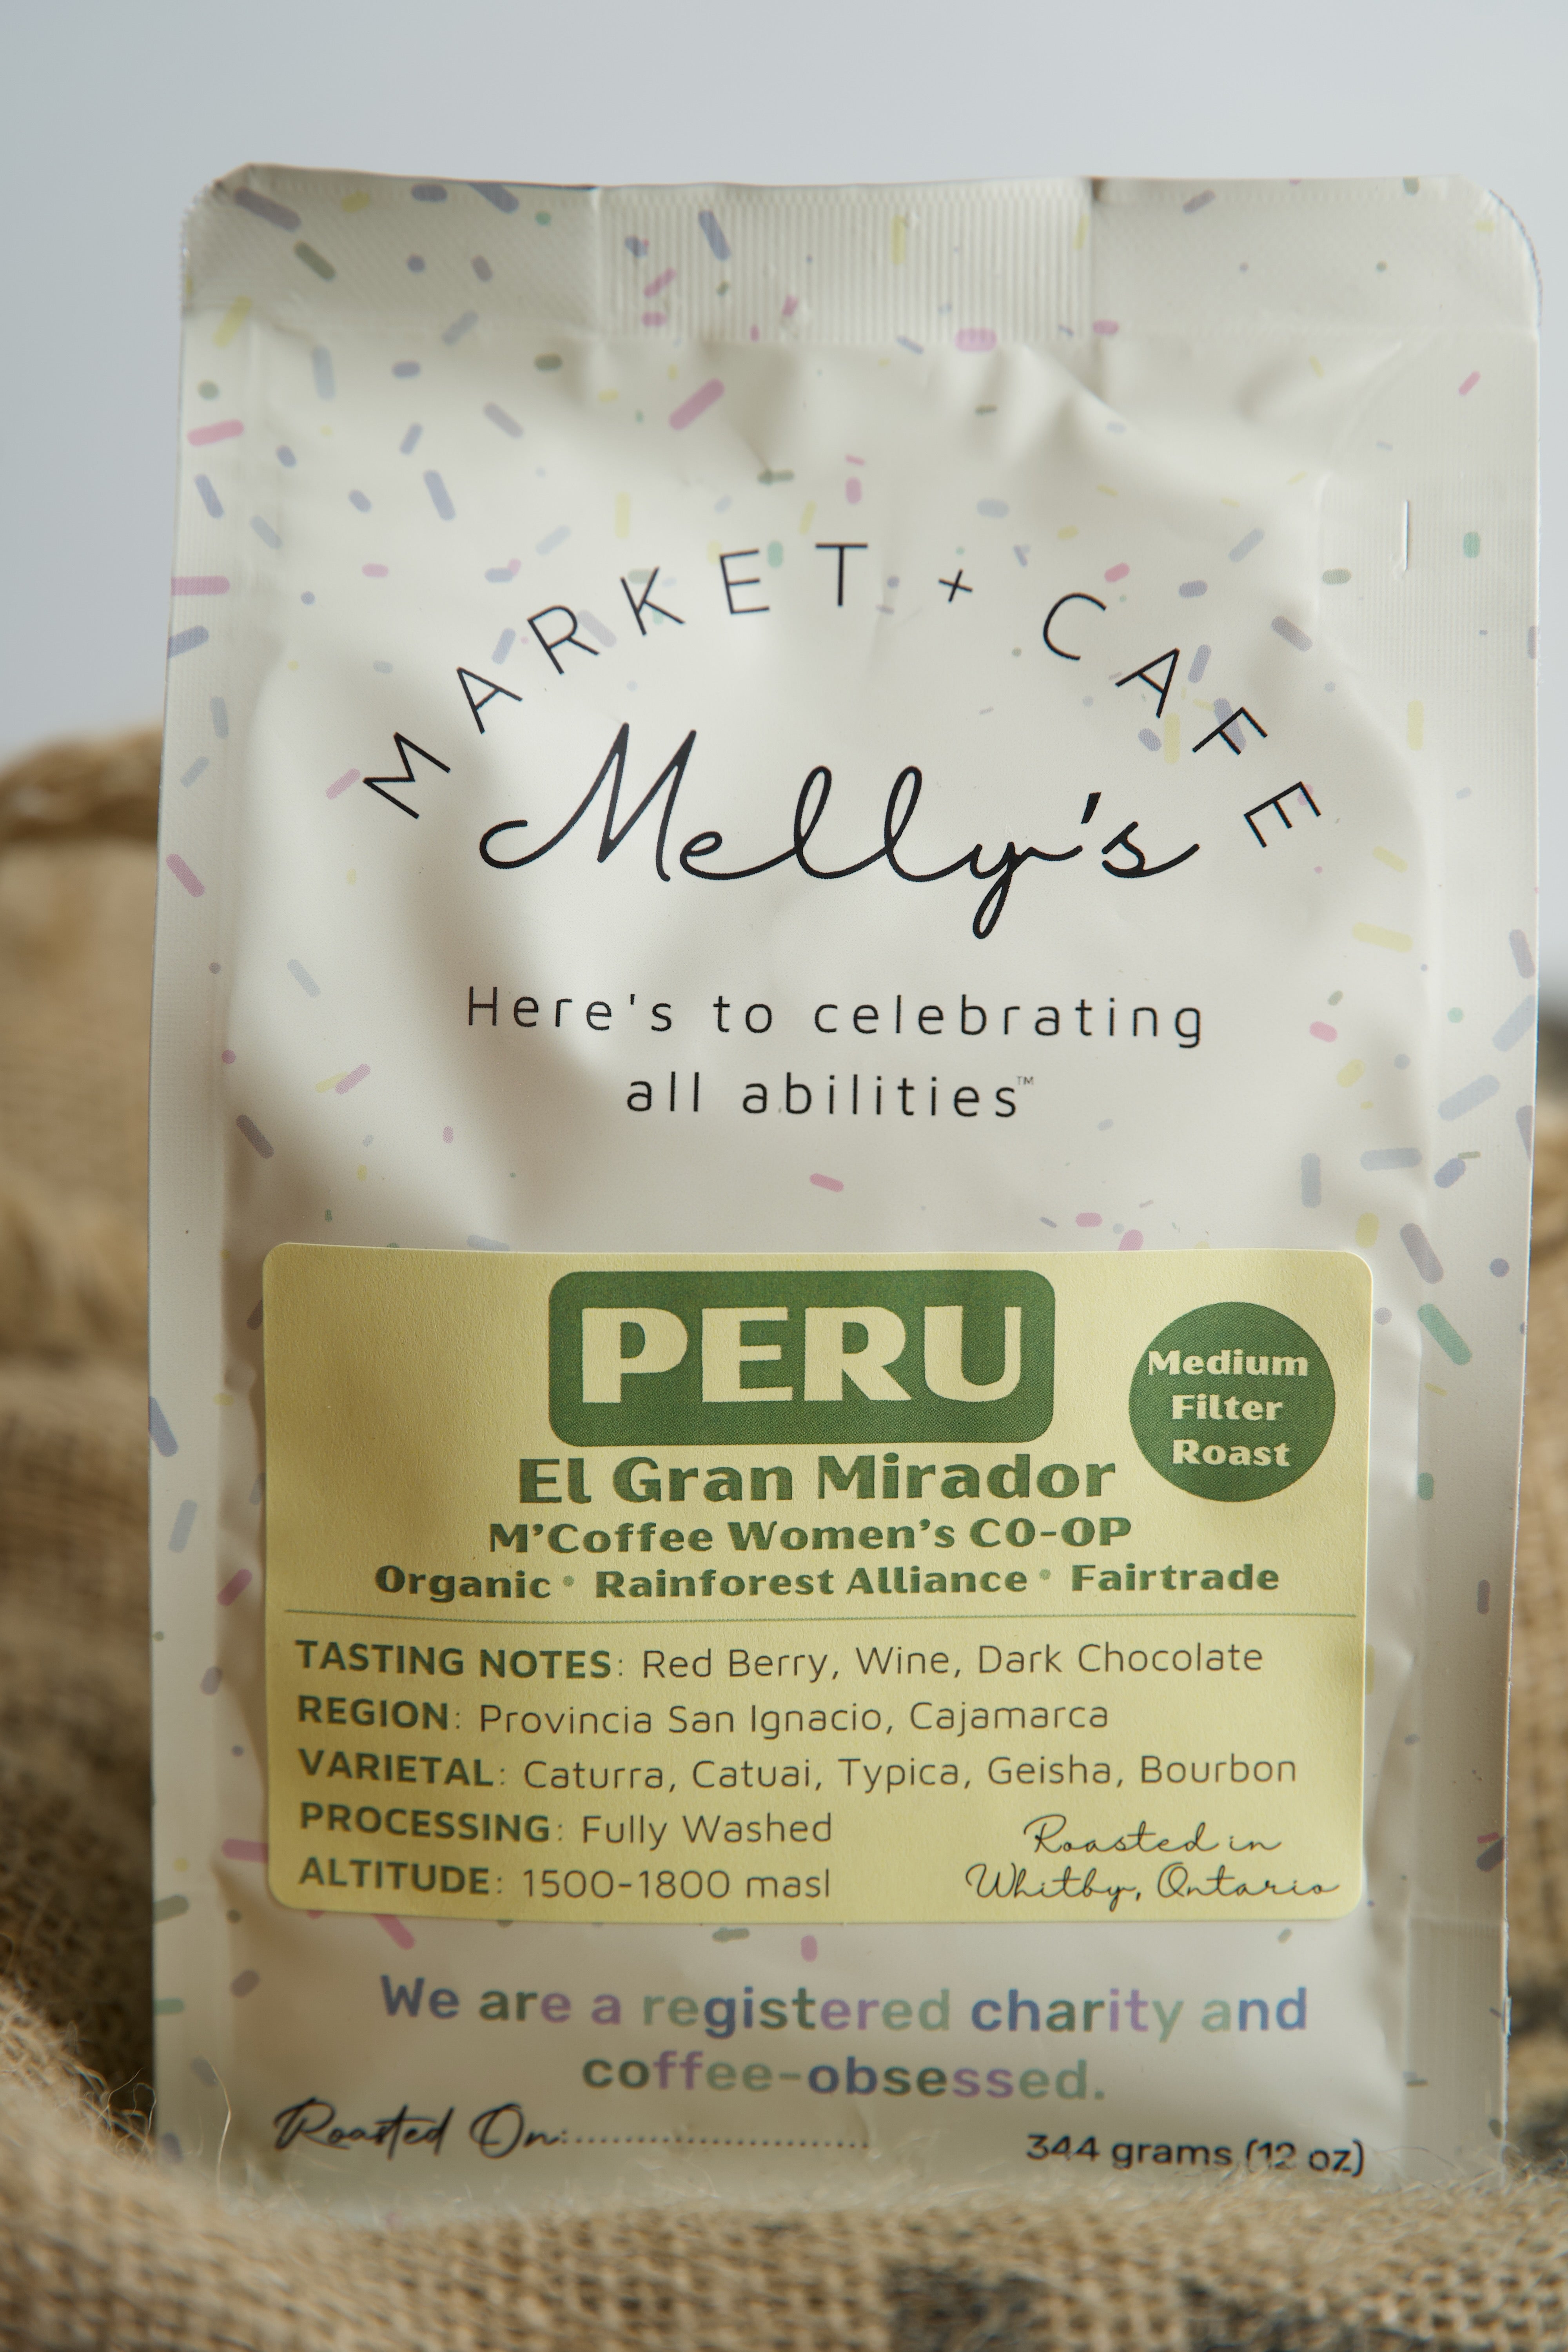 MARKET + CAFE
Melly's
Here's to celebrating
all abilities™
PERU
Medium
Filter
Roast
El Gran Mirador
M'Coffee Women's CO-OP
Organic • Rainforest Alliance • Fairtrade
TASTING NOTES: Red Berry, Wine, Dark Chocolate
REGION: Provincia San Ignacio, Cajamarca
VARIETAL: Caturra, Catuai, Typica, Geisha, Bourbon
PROCESSING: Fully Washed
ALTITUDE: 1500-1800 masl
Roasted in
Whitby, Ontario
We are a registered charity and
coffee-obsessed.
Roasted On:..............................
344 grams (12 oz)